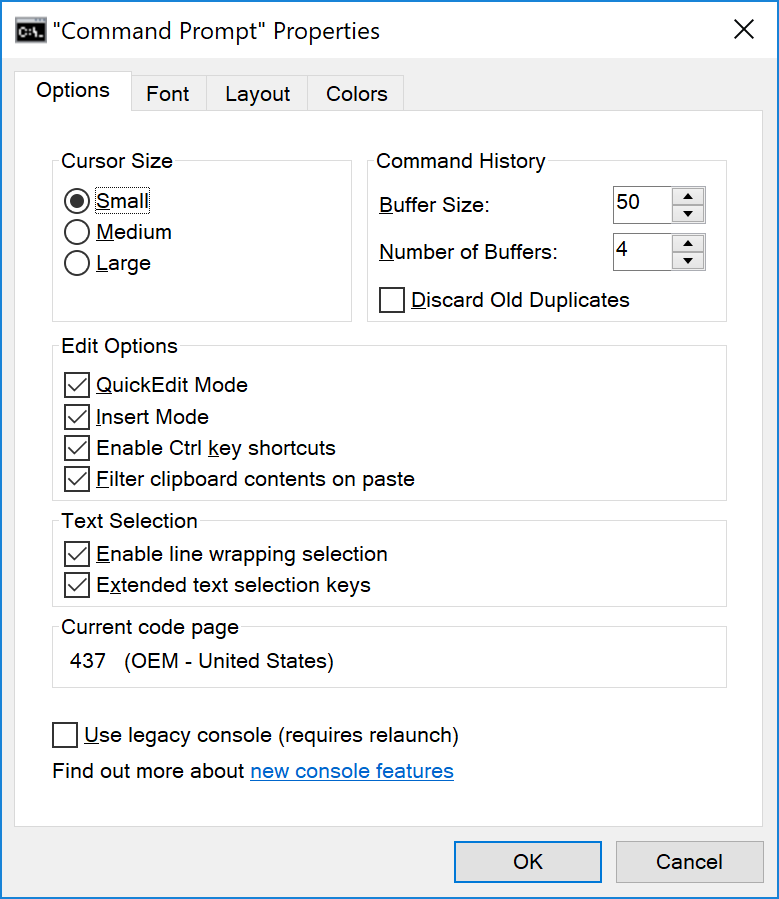 "Command Prompt" Properties
Options Font Layout Colors
Cursor Size
Small
Medium
Large
Command History
Buffer Size: 50
Number of Buffers: 4
Discard Old Duplicates
Edit Options
QuickEdit Mode
Insert Mode
Enable Ctrl key shortcuts
Filter clipboard contents on paste
Text Selection
Enable line wrapping selection
Extended text selection keys
Current code page
437 (OEM - United States)
Use legacy console (requires relaunch)
Find out more about new console features
OK Cancel